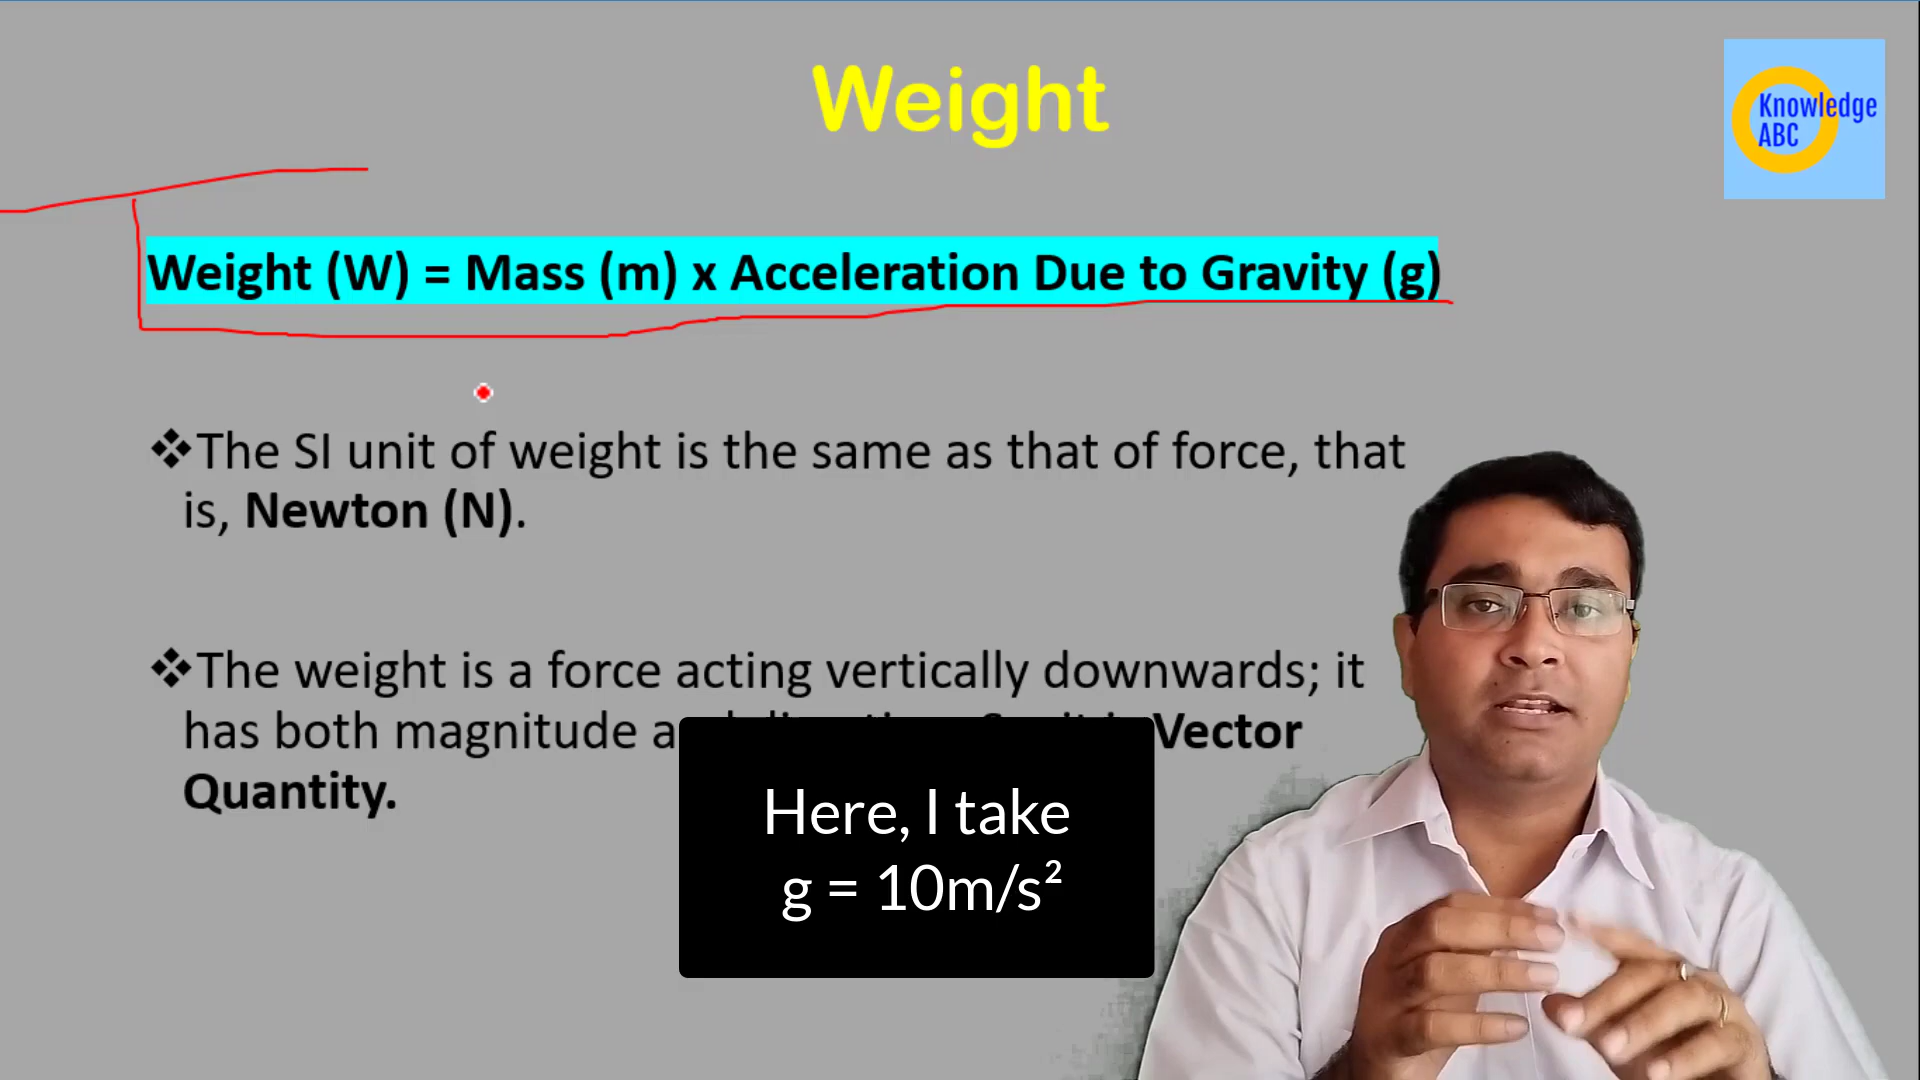 Weight
Knowledge
ABC
Weight (W) = Mass (m) x Acceleration Due to Gravity (g)
❖The SI unit of weight is the same as that of force, that
is, Newton (N).
❖The weight is a force acting vertically downwards; it
has both magnitude Vector
Quantity.
Here, I take
g = 10m/s²